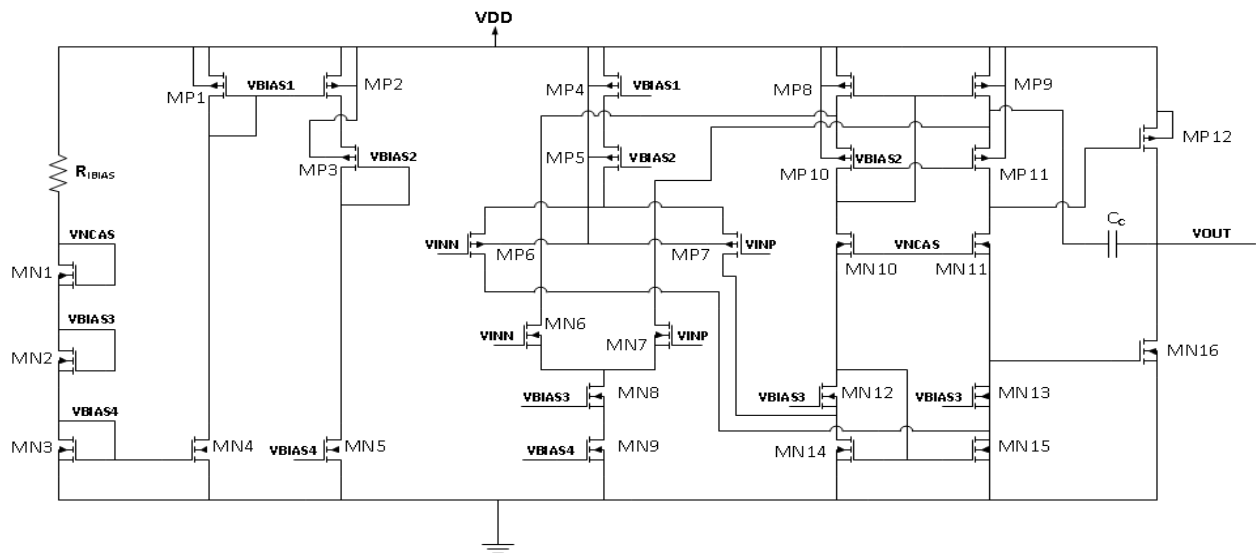 VDD
MP1
VBIAS1
MP2
MP4
VBIAS1
MP8
MP9
MP12
RIBIAS
MP3
VBIAS2
MP5
VBIAS2
VBIAS2
MP10
MP11
VNCAS
MN1
VINN
MP6
MP7
VINP
VNCAS
MN10
MN11
Cc
VOUT
VBIAS3
MN2
VINN
MN6
MN7
VINP
MN16
VBIAS3
MN8
VBIAS3
MN12
VBIAS3
MN13
VBIAS4
MN3
MN4
VBIAS4
MN5
VBIAS4
MN9
MN14
MN15